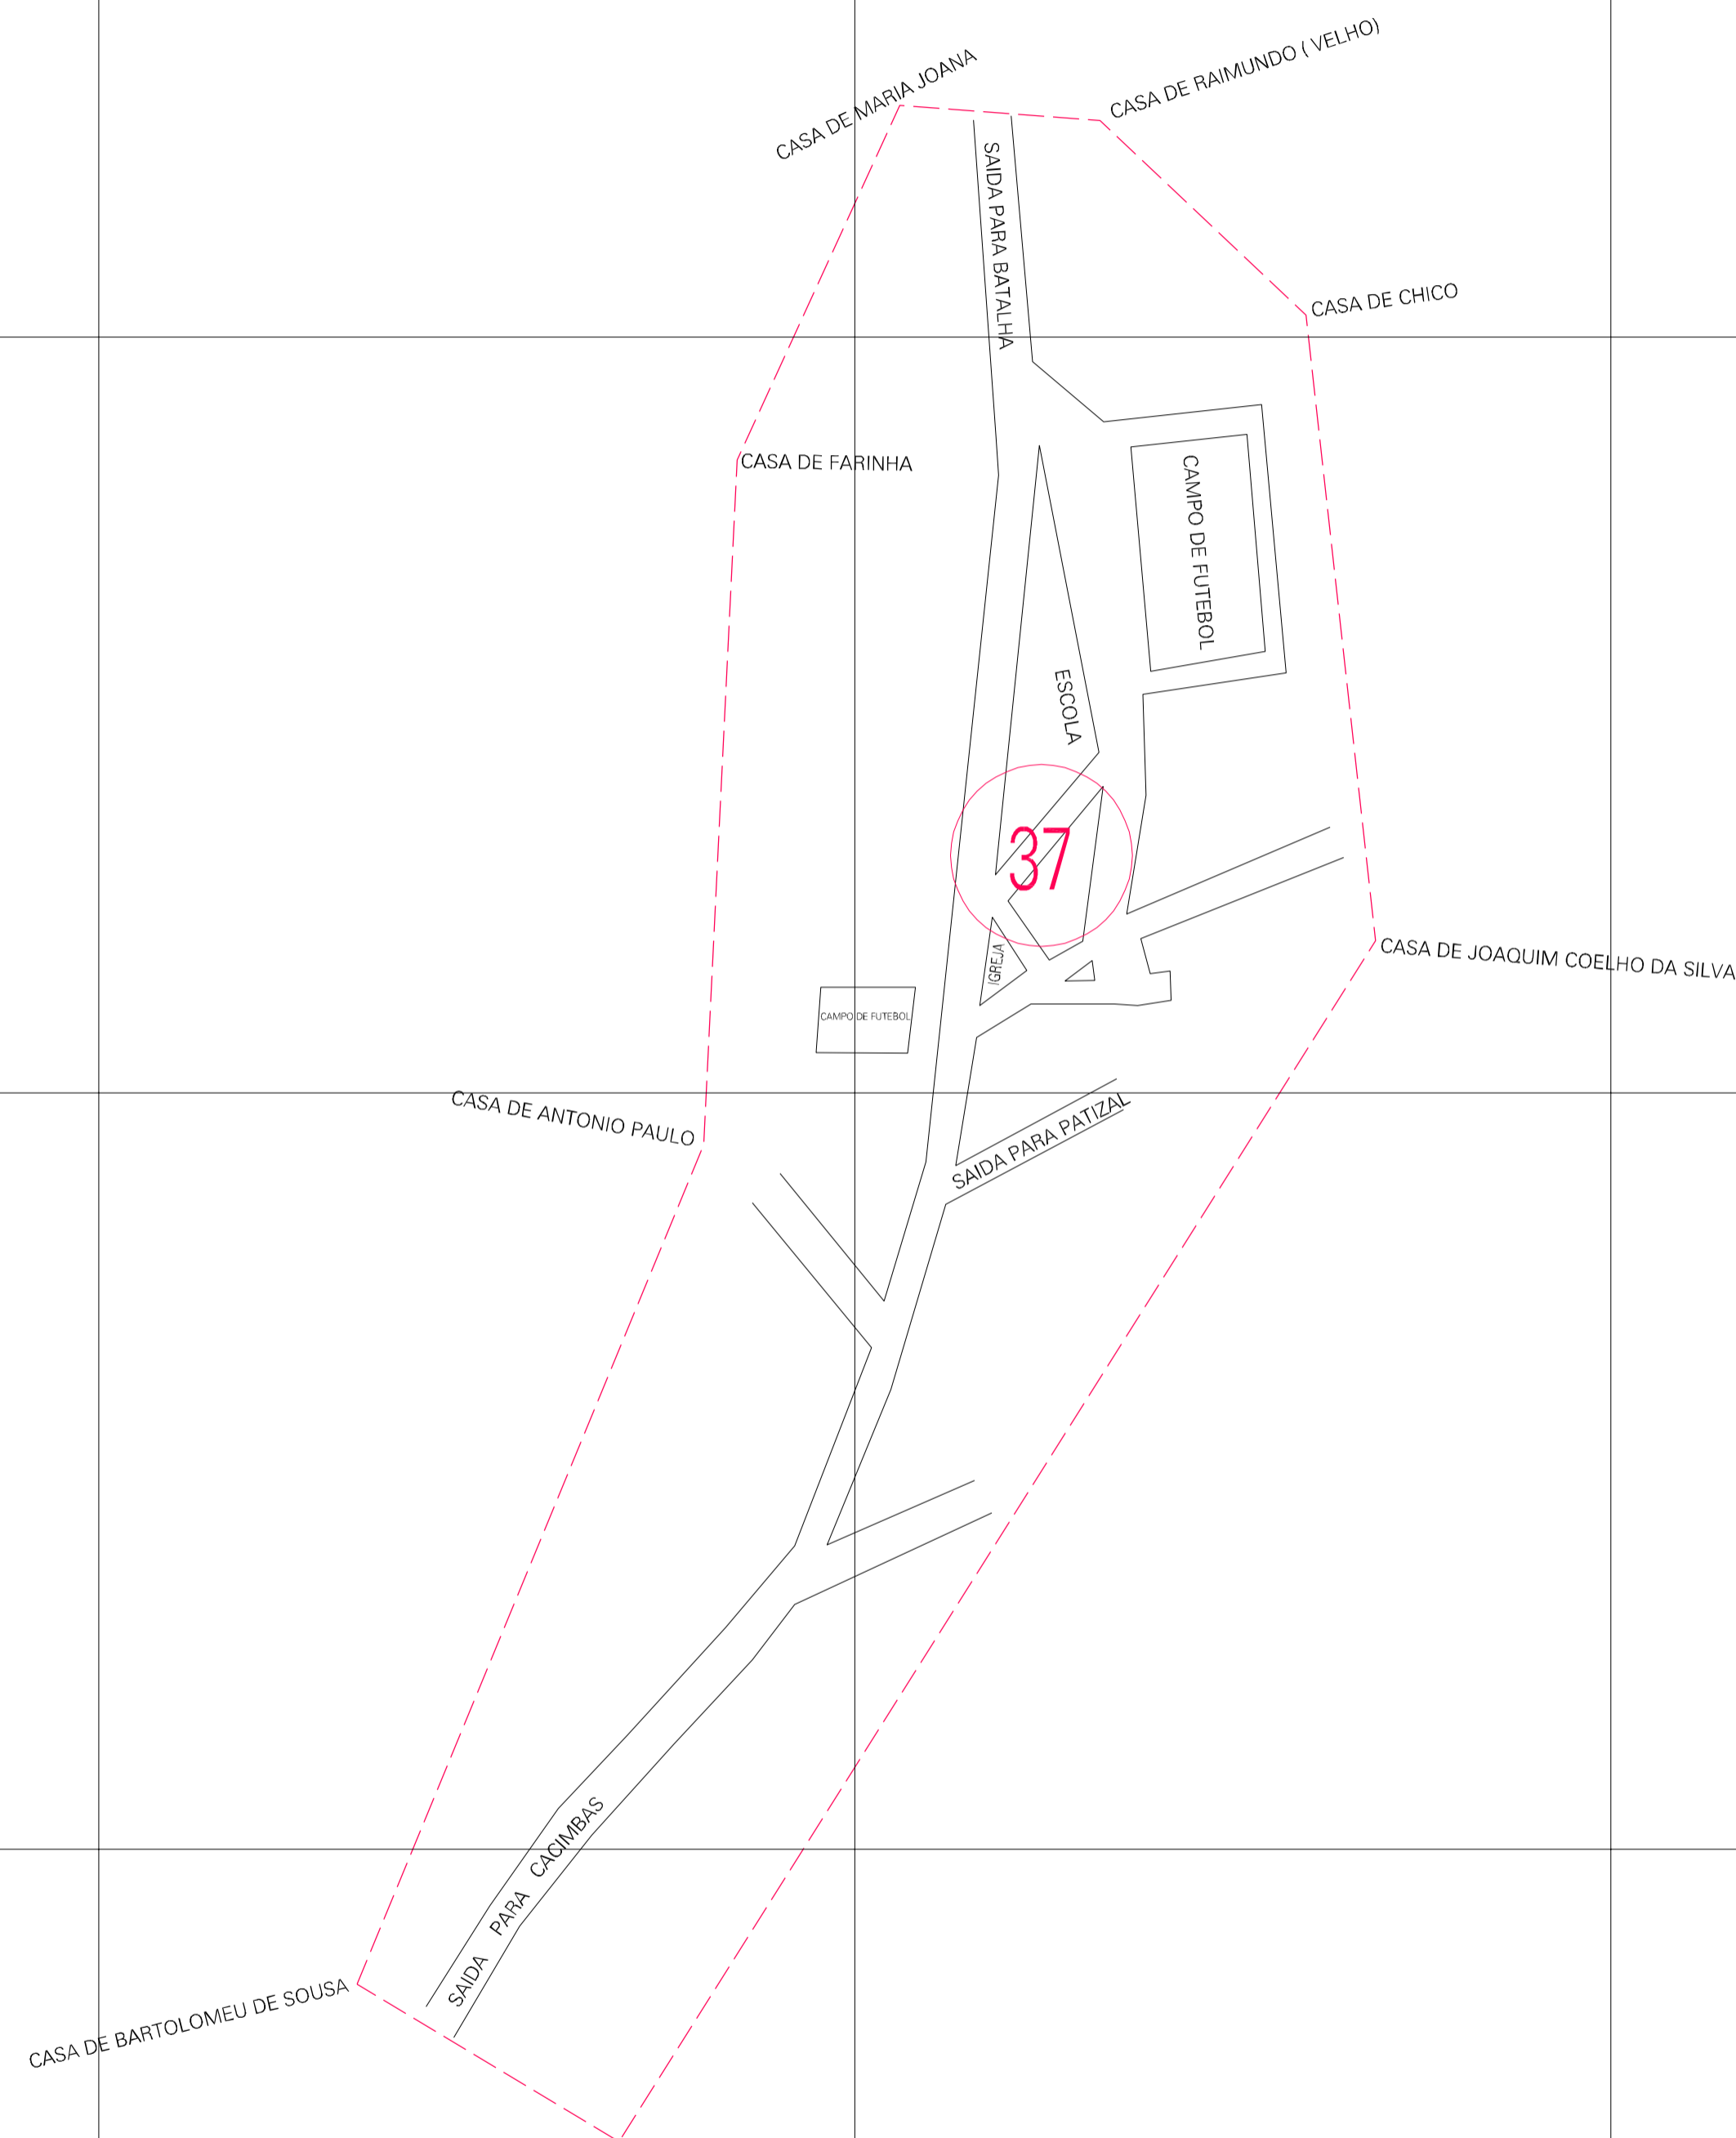 CASA DE RAIMUNDO ( VELHO)
CASA DE MARIA JOANA
SAIDA PARA BATALHA
CASA DE CHICO
CASA DE FARINHA
CAMPO DE FUTEBOL
ESCOLA
37
IGREJA
CASA DE JOAQUIM COELHO DA SILVA
CAMPO DE FUTEBOL
CASA DE ANTONIO PAULO
SAIDA PARA PATIZAL
SAIDA PARA CACIMBAS
CASA DE BARTOLOMEU DE SOUSA